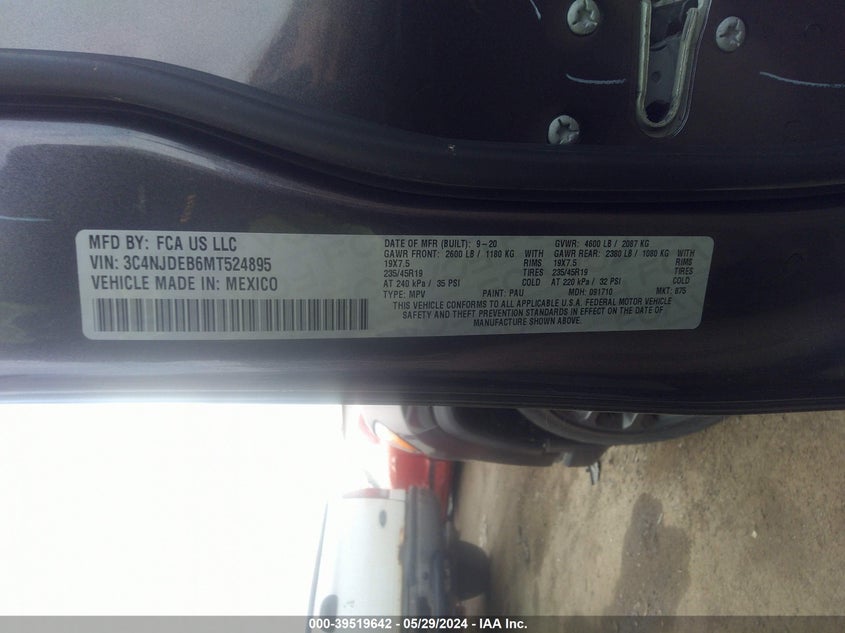 MFD BY: FCA US LLC
VIN: 3C4NJDEB6MT524895
VEHICLE MADE IN: MEXICO
DATE OF MFR (BUILT): 9-20 GVWR: 4600 LB / 2087 KG
GAWR FRONT: 2600 LB / 1180 KG WITH GAWR REAR: 2380 LB / 1080 KG WITH
19X7.5 RIMS 19X7.5 RIMS
235/45R19 TIRES 235/45R19 TIRES
AT 240 kPa / 35 PSI COLD AT 220 kPa / 32 PSI COLD
TYPE: MPV PAINT: PAU MDH: 091710 MKT: 875
THIS VEHICLE CONFORMS TO ALL APPLICABLE U.S.A. FEDERAL MOTOR VEHICLE
SAFETY AND THEFT PREVENTION STANDARDS IN EFFECT ON THE DATE OF
MANUFACTURE SHOWN ABOVE.
000-39519642 - 05/29/2024 - IAA Inc.